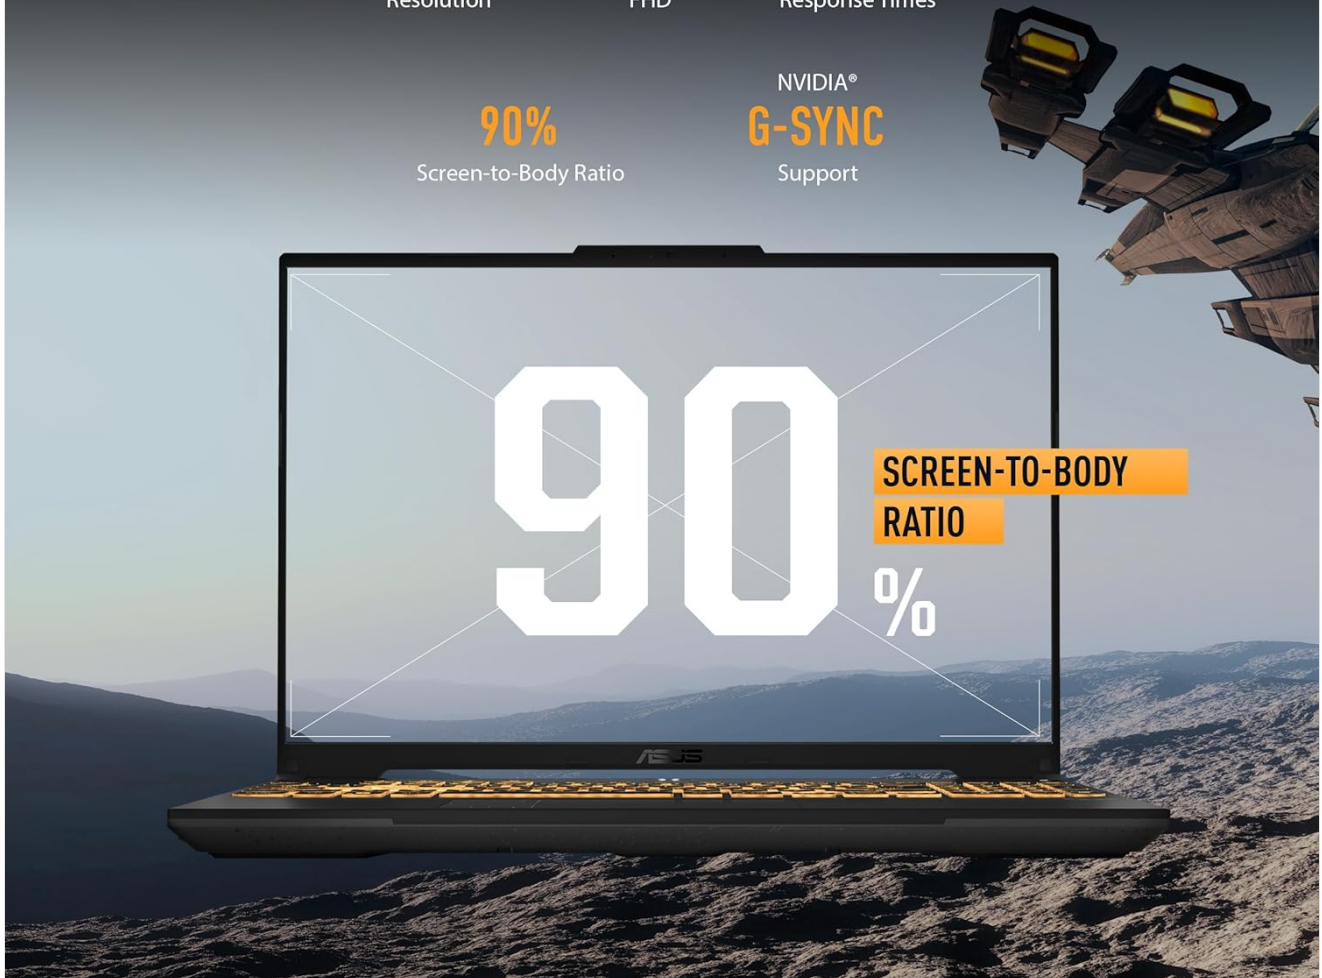 Resolution FHD Response Times
NVIDIA®
90% G-SYNC
Screen-to-Body Ratio Support
90
SCREEN-TO-BODY
RATIO
%
ASUS